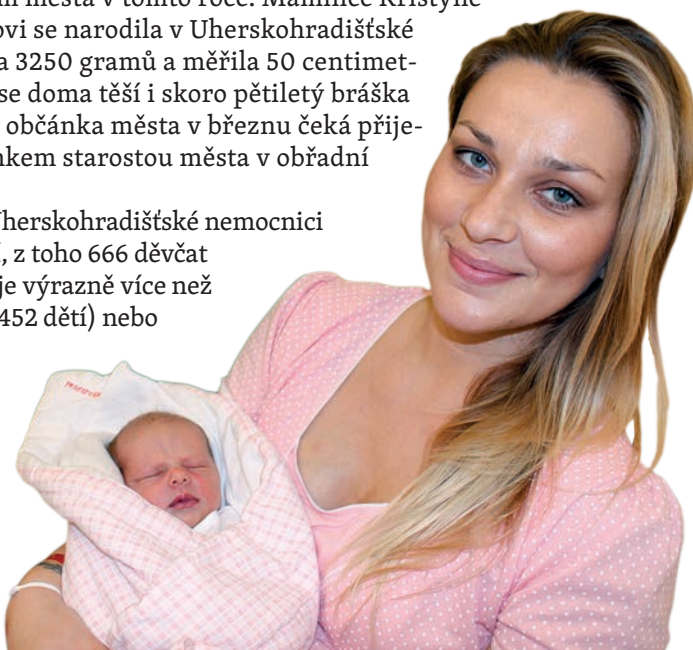 m města v tomto roce. Mamince Kristýně
ovi se narodila v Uherskohradišťské
a 3250 gramů a měřila 50 centimet-
se doma těší i skoro pětiletý bráška
občánka města v březnu čeká přije-
nkem starostou města v obřadní
Uherskohradišťské nemocnici
, z toho 666 děvčat
je výrazně více než
452 dětí) nebo